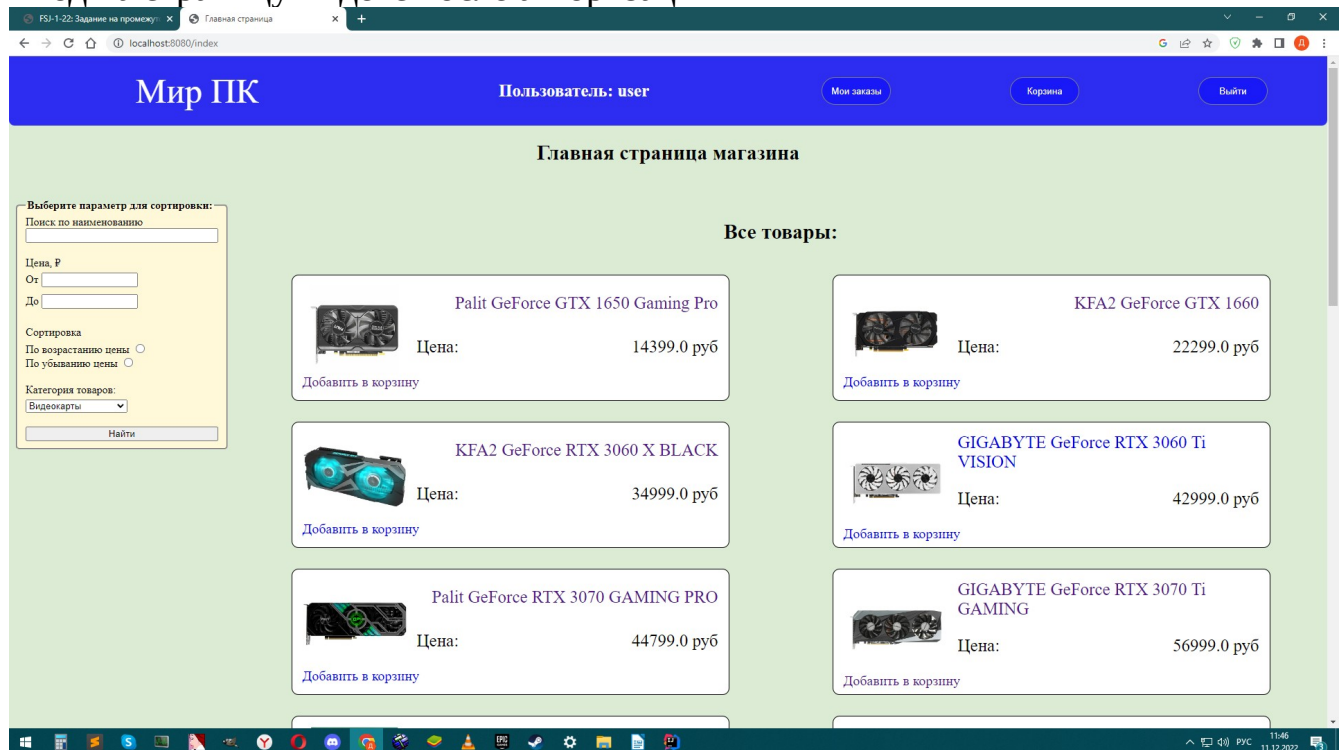 FSJ-1-22: Задание на промежут
Главная страница
localhost:8080/index
Мир ПК
Пользователь: user
Мои заказы
Корзина
Выйти
Главная страница магазина
Выберите параметр для сортировки:
Поиск по наименованию
Цена, ₽
От
До
Сортировка
По возрастанию цены
По убыванию цены
Категория товаров:
Видеокарты
Найти
Все товары:
Palit GeForce GTX 1650 Gaming Pro
Цена: 14399.0 руб
Добавить в корзину
KFA2 GeForce GTX 1660
Цена: 22299.0 руб
Добавить в корзину
KFA2 GeForce RTX 3060 X BLACK
Цена: 34999.0 руб
Добавить в корзину
GIGABYTE GeForce RTX 3060 Ti
VISION
Цена: 42999.0 руб
Добавить в корзину
Palit GeForce RTX 3070 GAMING PRO
Цена: 44799.0 руб
Добавить в корзину
GIGABYTE GeForce RTX 3070 Ti
GAMING
Цена: 56999.0 руб
Добавить в корзину
РУС
11:46
11.12.2022